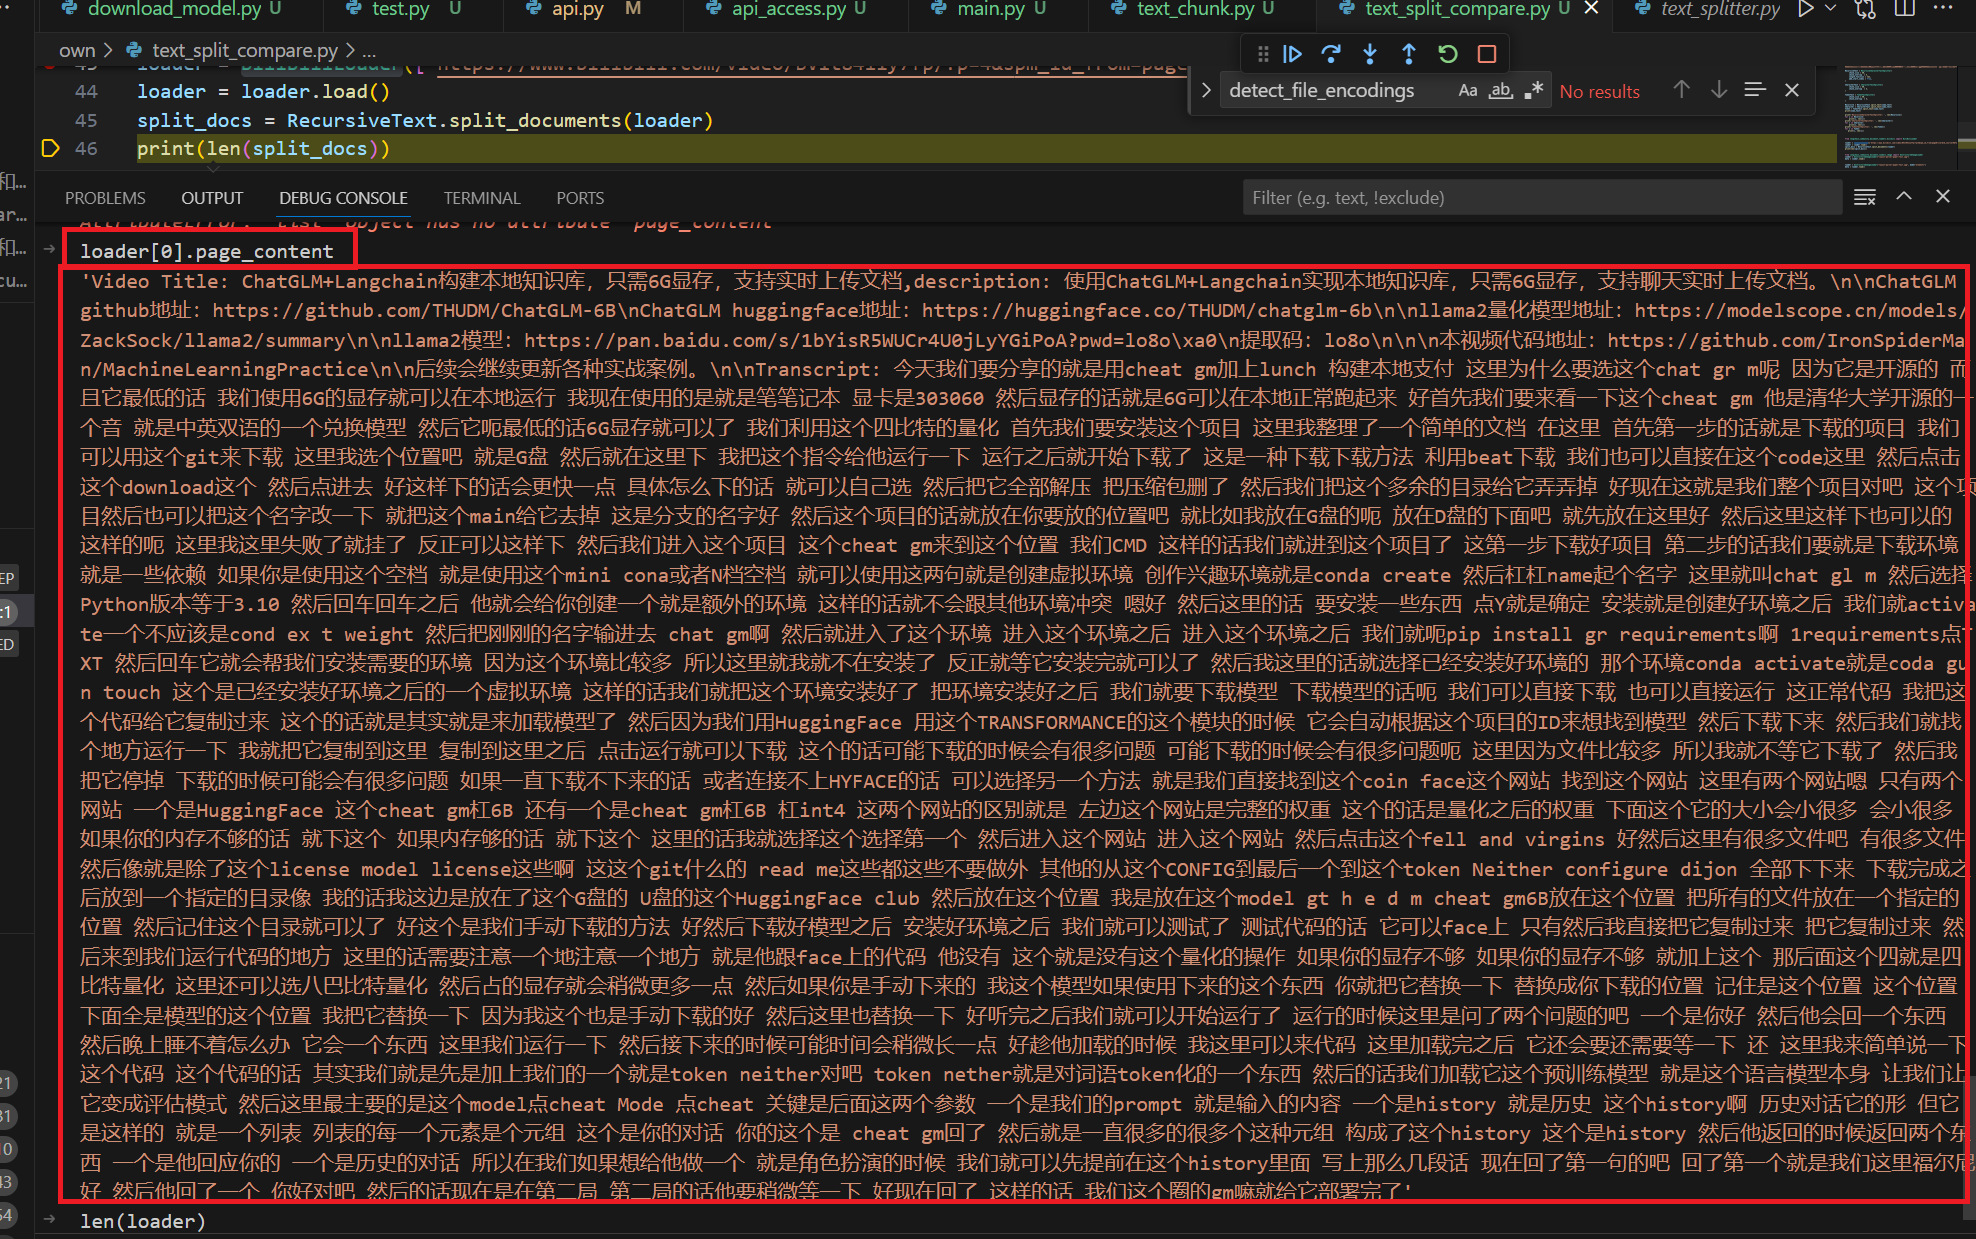 download_model.py U test.py U api.py M api_access.py U main.py U text_chunk.py U text_split_compare.py U text_splitter.py
own > text_split_compare.py > ...
44 loader = loader.load()
45 split_docs = RecursiveText.split_documents(loader)
46 print(len(split_docs))
detect_file_encodings Aa ab No results
PROBLEMS OUTPUT DEBUG CONSOLE TERMINAL PORTS Filter (e.g. text, !exclude)
loader[0].page_content
'Video Title: ChatGLM+Langchain构建本地知识库，只需6G显存，支持实时上传文档,description: 使用ChatGLM+Langchain实现本地知识库，只需6G显存，支持聊天实时上传文档。\n\nChatGLM
github地址：https://github.com/THUDM/ChatGLM-6B\nChatGLM huggingface地址：https://huggingface.co/THUDM/chatglm-6b\n\nllama2量化模型地址：https://modelscope.cn/models/
ZackSock/llama2/summary\n\nllama2模型：https://pan.baidu.com/s/1bYisR5WUCr4U0jLyYGiPoA?pwd=lo8o\xa0\n提取码：lo8o\n\n\n本视频代码地址：https://github.com/IronSpiderMa
n/MachineLearningPractice\n\n后续会继续更新各种实战案例。\n\nTranscript: 今天我们要分享的就是用cheat gm加上lunch 构建本地支付 这里为什么要选这个chat gr m呢 因为它是开源的 而
且它最低的话 我们使用6G的显存就可以在本地运行 我现在使用的是就是笔笔记本 显卡是303060 然后显存的话就是6G可以在本地正常跑起来 好首先我们要来看一下这个cheat gm 他是清华大学开源的一
个音 就是中英双语的一个兑换模型 然后它呢最低的话6G显存就可以了 我们利用这个四比特的量化 首先我们要安装这个项目 这里我整理了一个简单的文档 在这里 首先第一步的话就是下载的项目 我们
可以用这个git来下载 这里我选个位置吧 就是G盘 然后就在这里下 我把这个指令给他运行一下 运行之后就开始下载了 这是一种下载下载方法 利用beat下载 我们也可以直接在这个code这里 然后点击
这个download这个 然后点进去 好这样下的话会更快一点 具体怎么下的话 就可以自己选 然后把它全部解压 把压缩包删了 然后我们把这个多余的目录给它弄弄掉 好现在这就是我们整个项目对吧 这个项
目然后也可以把这个名字改一下 就把这个main给它去掉 这是分支的名字好 然后这个项目的话就放在你要放的位置吧 就比如我放在G盘的呃 放在D盘的下面吧 就先放在这里好 然后这里这样下也可以的
这样的呃 这里我这里失败了就挂了 反正可以这样下 然后我们进入这个项目 这个cheat gm来到这个位置 我们CMD 这样的话我们就进到这个项目了 这第一步下载好项目 第二步的话我们要就是下载环境
就是一些依赖 如果你是使用这个空档 就是使用这个mini cona或者N档空档 就可以使用这两句就是创建虚拟环境 创作兴趣环境就是conda create 然后杠杠name起个名字 这里就叫chat gl m 然后选择
Python版本等于3.10 然后回车回车之后 他就会给你创建一个就是额外的环境 这样的话就不会跟其他环境冲突 嗯好 然后这里的话 要安装一些东西 点Y就是确定 安装就是创建好环境之后 我们就activa
te一个不应该是cond ex t weight 然后把刚刚的名字输进去 chat gm啊 然后就进入了这个环境 进入这个环境之后 进入这个环境之后 我们就呃pip install gr requirements啊 1requirements点T
XT 然后回车它就会帮我们安装需要的环境 因为这个环境比较多 所以这里就我就不在安装了 反正就等它安装完就可以了 然后我这里的话就选择已经安装好环境的 那个环境conda activate就是coda gu
n touch 这个是已经安装好环境之后的一个虚拟环境 这样的话我们就把这个环境安装好了 把环境安装好之后 我们就要下载模型 下载模型的话呃 我们可以直接下载 也可以直接运行 这正常代码 我把这
个代码给它复制过来 这个的话就是其实就是来加载模型了 然后因为我们用HuggingFace 用这个TRANSFORMANCE的这个模块的时候 它会自动根据这个项目的ID来想找到模型 然后下载下来 然后我们就找
个地方运行一下 我就把它复制到这里 复制到这里之后 点击运行就可以下载 这个的话可能下载的时候会有很多问题 可能下载的时候会有很多问题呃 这里因为文件比较多 所以我就不等它下载了 然后我
把它停掉 下载的时候可能会有很多问题 如果一直下载不下来的话 或者连接不上HYFACE的话 可以选择另一个方法 就是我们直接找到这个coin face这个网站 找到这个网站 这里有两个网站嗯 只有两个
网站 一个是HuggingFace 这个cheat gm杠6B 还有一个是cheat gm杠6B 杠int4 这两个网站的区别就是 左边这个网站是完整的权重 这个的话是量化之后的权重 下面这个它的大小会小很多 会小很多
如果你的内存不够的话 就下这个 如果内存够的话 就下这个 这里的话我就选择这个选择第一个 然后进入这个网站 进入这个网站 然后点击这个fell and virgins 好然后这里有很多文件吧 有很多文件
然后像就是除了这个license model license这些啊 这这个git什么的 read me这些都这些不要做外 其他的从这个CONFIG到最后一个到这个token Neither configure dijon 全部下下来 下载完成之
后放到一个指定的目录像 我的话我这边是放在了这个G盘的 U盘的这个HuggingFace club 然后放在这个位置 我是放在这个model gt h e d m cheat gm6B放在这个位置 把所有的文件放在一个指定的
位置 然后记住这个目录就可以了 好这个是我们手动下载的方法 好然后下载好模型之后 安装好环境之后 我们就可以测试了 测试代码的话 它可以face上 只有然后我直接把它复制过来 把它复制过来 然
后来到我们运行代码的地方 这里的话需要注意一个地注意一个地方 就是他跟face上的代码 他没有 这个就是没有这个量化的操作 如果你的显存不够 如果你的显存不够 就加上这个 那后面这个四就是四
比特量化 这里还可以选八巴比特量化 然后占的显存就会稍微更多一点 然后如果你是手动下来的 我这个模型如果使用下来的这个东西 你就把它替换一下 替换成你下载的位置 记住是这个位置 这个位置
下面全是模型的这个位置 我把它替换一下 因为我这个也是手动下载的好 然后这里也替换一下 好听完之后我们就可以开始运行了 运行的时候这里是问了两个问题的吧 一个是你好 然后他会回一个东西
然后晚上睡不着怎么办 它会一个东西 这里我们运行一下 然后接下来的时候可能时间会稍微长一点 好趁他加载的时候 我这里可以来代码 这里加载完之后 它还会要还需要等一下 还 这里我来简单说一下
这个代码 这个代码的话 其实我们就是先是加上我们的一个就是token neither对吧 token nether就是对词语token化的一个东西 然后的话我们加载它这个预训练模型 就是这个语言模型本身 让我们让
它变成评估模式 然后这里最主要的是这个model点cheat Mode 点cheat 关键是后面这两个参数 一个是我们的prompt 就是输入的内容 一个是history 就是历史 这个history啊 历史对话它的形 但它
是这样的 就是一个列表 列表的每一个元素是个元组 这个是你的对话 你的这个是 cheat gm回了 然后就是一直很多的很多个这种元组 构成了这个history 这个是history 然后他返回的时候返回两个东
西 一个是他回应你的 一个是历史的对话 所以在我们如果想给他做一个 就是角色扮演的时候 我们就可以先提前在这个history里面 写上那么几段话 现在回了第一句的吧 回了第一个就是我们这里福尔尼
好 然后他回了一个 你好对吧 然后的话现在是在第二局 第二局的话他要稍微等一下 好现在回了 这样的话 我们这个圈的gm嘛就给它部署完了'
len(loader)